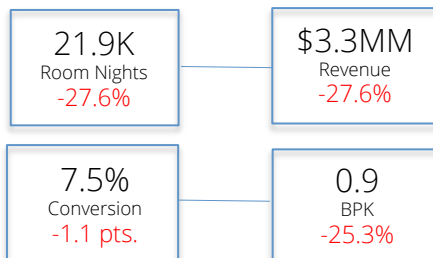 21.9K
Room Nights
-27.6%
$3.3MM
Revenue
-27.6%
7.5%
Conversion
-1.1 pts.
0.9
BPK
-25.3%